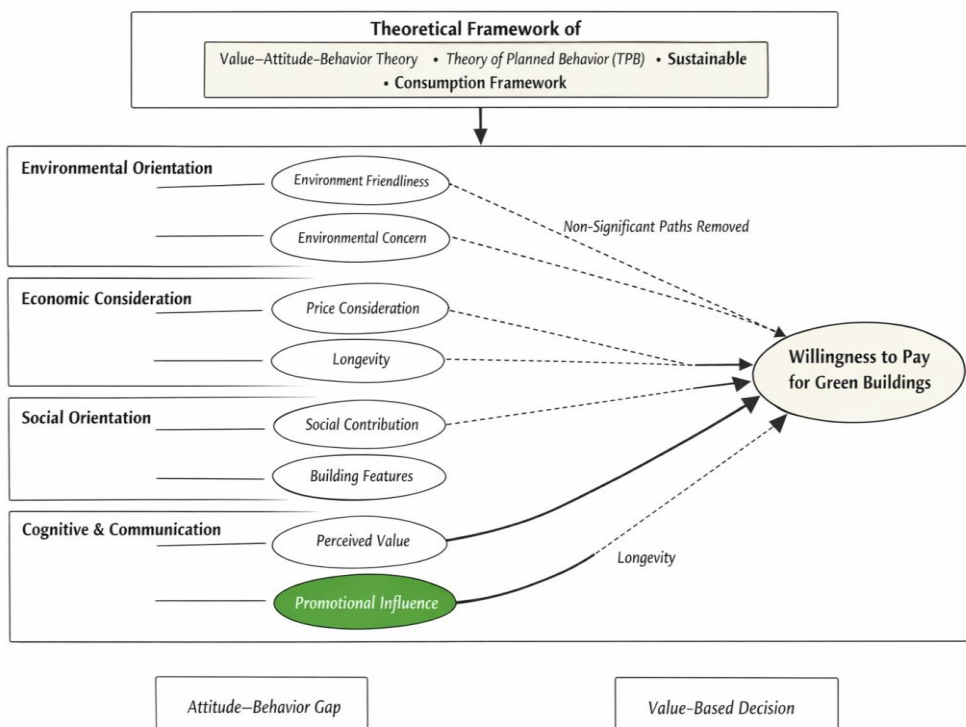 Theoretical Framework of
Value–Attitude-Behavior Theory • Theory of Planned Behavior (TPB) • Sustainable
• Consumption Framework
Environmental Orientation
Environment Friendliness
Environmental Concern
Non-Significant Paths Removed
Economic Consideration
Price Consideration
Longevity
Willingness to Pay
for Green Buildings
Social Orientation
Social Contribution
Building Features
Cognitive & Communication
Perceived Value
Longevity
Promotional Influence
Attitude–Behavior Gap
Value-Based Decision